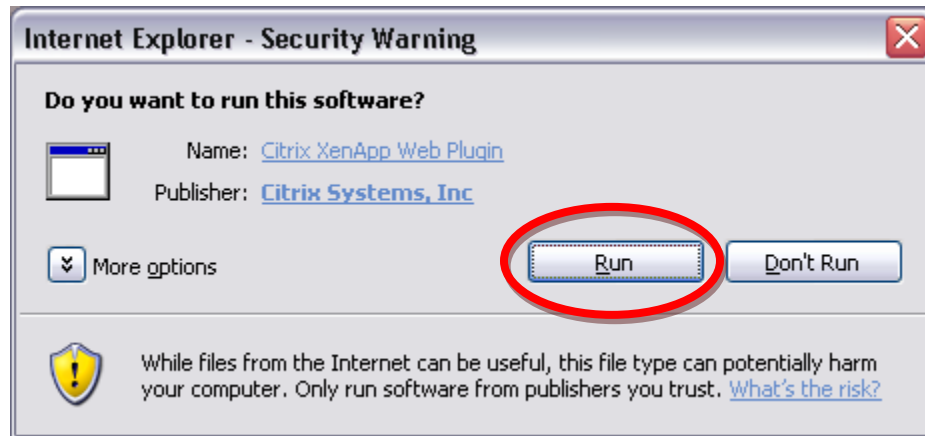 Internet Explorer - Security Warning
Do you want to run this software?
Name: Citrix XenApp Web Plugin
Publisher: Citrix Systems, Inc
More options
Run
Don't Run
While files from the Internet can be useful, this file type can potentially harm
your computer. Only run software from publishers you trust. What's the risk?